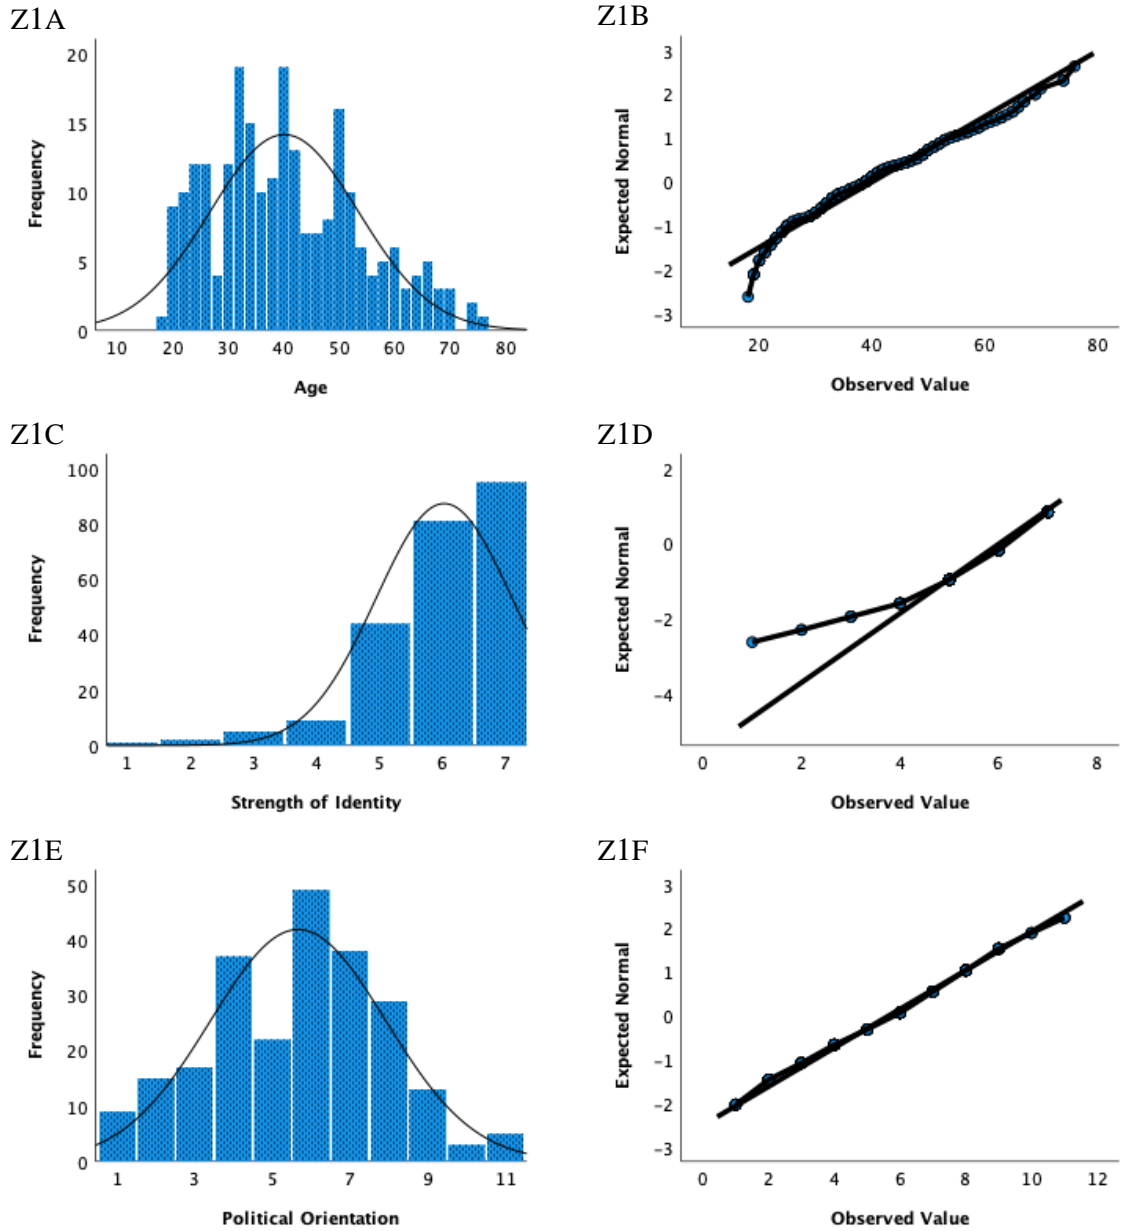 Z1A
Z1B
20
15
10
5
0
Frequency
10 20 30 40 50 60 70 80
Age
3
2
1
0
−1
−2
−3
Expected Normal
20 40 60 80
Observed Value
Z1C
Z1D
100
80
60
40
20
0
Frequency
1 2 3 4 5 6 7
Strength of Identity
2
0
−2
−4
Expected Normal
0 2 4 6 8
Observed Value
Z1E
Z1F
50
40
30
20
10
0
Frequency
1 3 5 7 9 11
Political Orientation
3
2
1
0
−1
−2
−3
Expected Normal
0 2 4 6 8 10 12
Observed Value